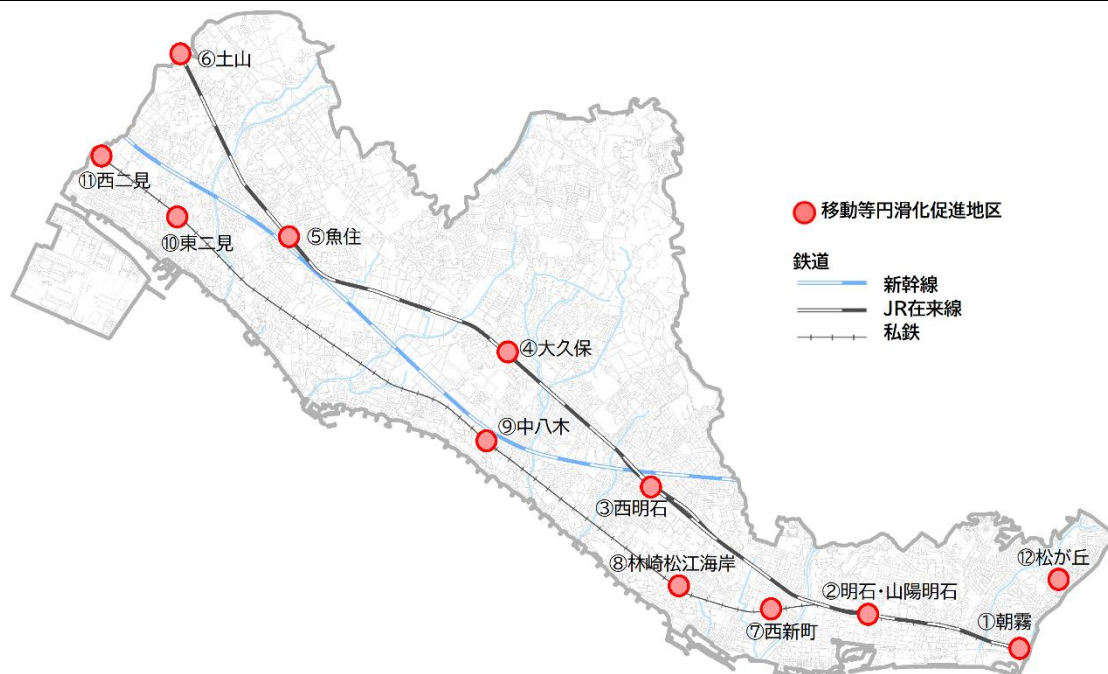 ⑥土山
⑪西二見
⑩東二見
⑤魚住
移動等円滑化促進地区
鉄道
新幹線
JR在来線
私鉄
④大久保
⑨中八木
③西明石
⑧林崎松江海岸
⑫松が丘
②明石・山陽明石
①朝霧
⑦西新町